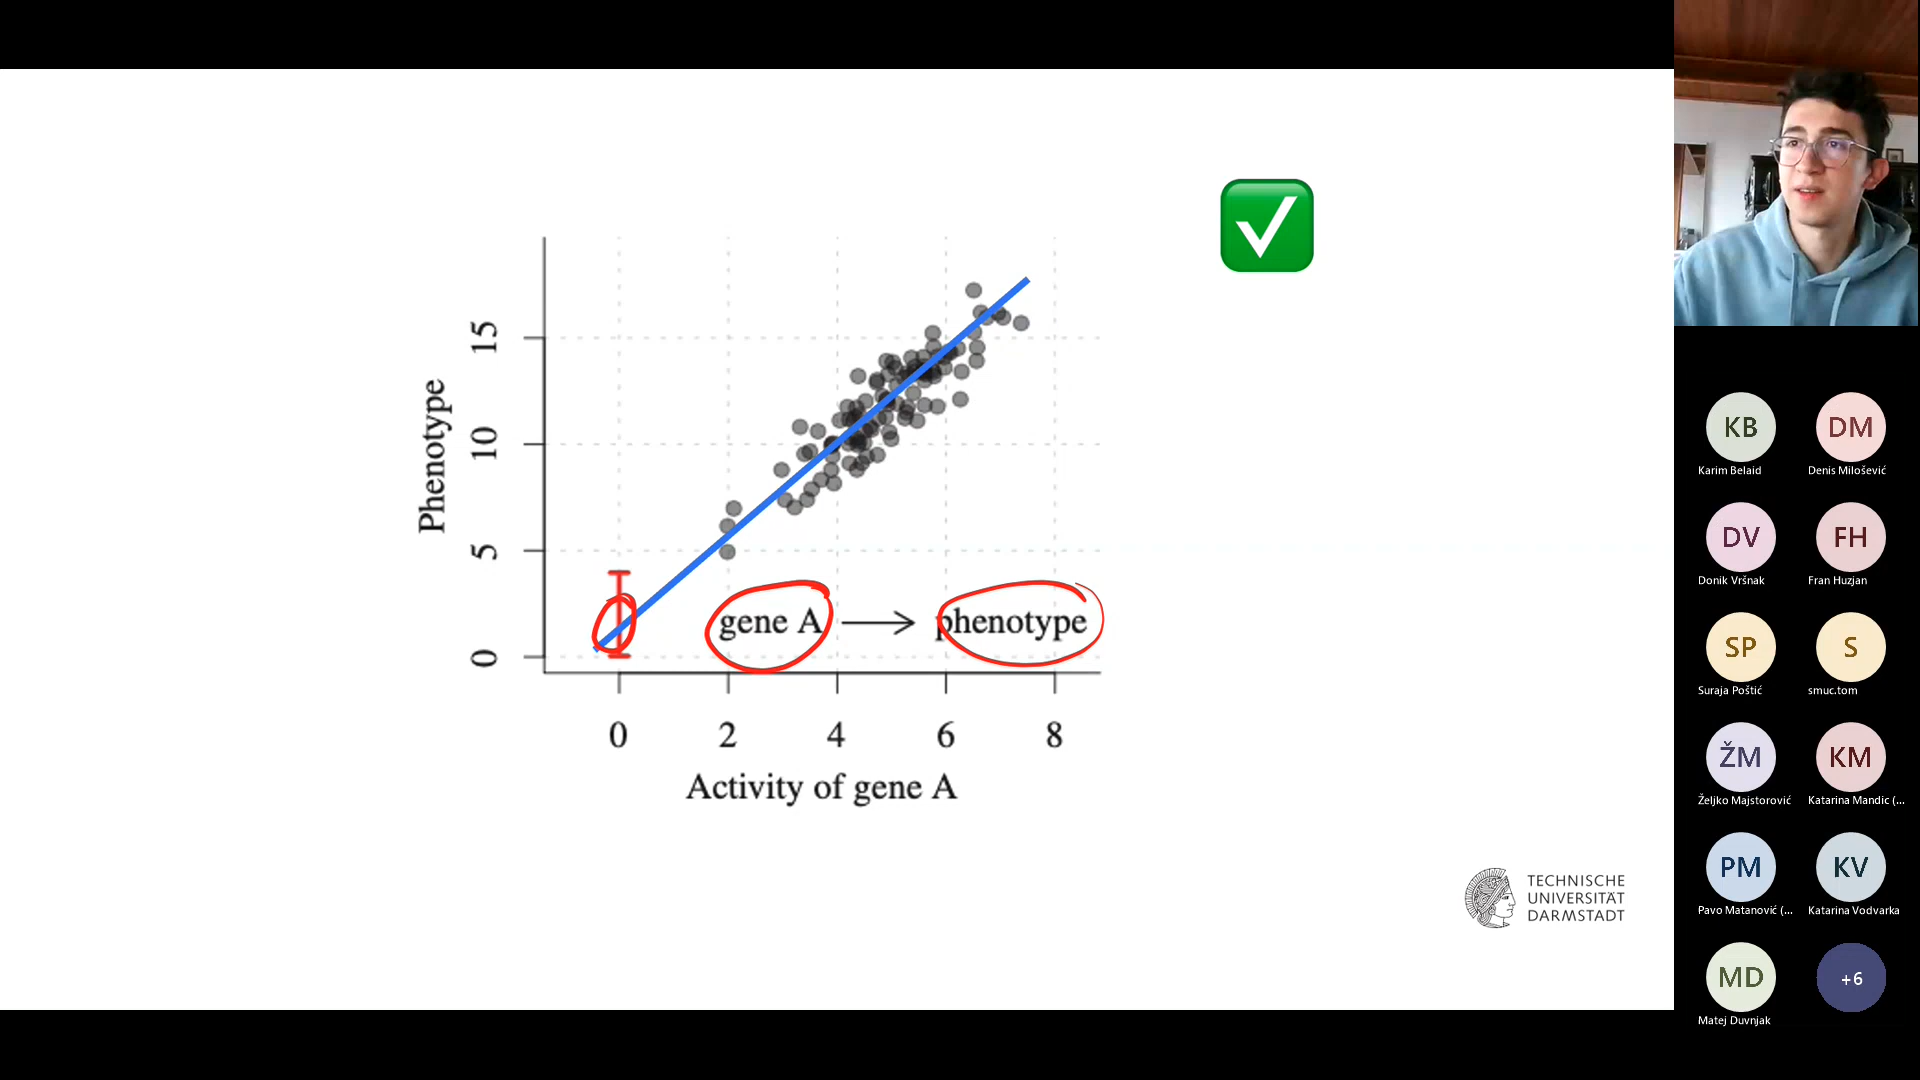 15
10
5
0
Phenotype
gene A → phenotype
0 2 4 6 8
Activity of gene A
TECHNISCHE
UNIVERSITÄT
DARMSTADT
KB DM
Karim Belaid Denis Milošević
DV FH
Donik Vršnak Fran Huzjan
SP S
Suraja Poštić smuc.tom
ŽM KM
Željko Majstorović Katarina Mandic (...
PM KV
Pavo Matanović (... Katarina Vodvarka
MD +6
Matej Duvnjak